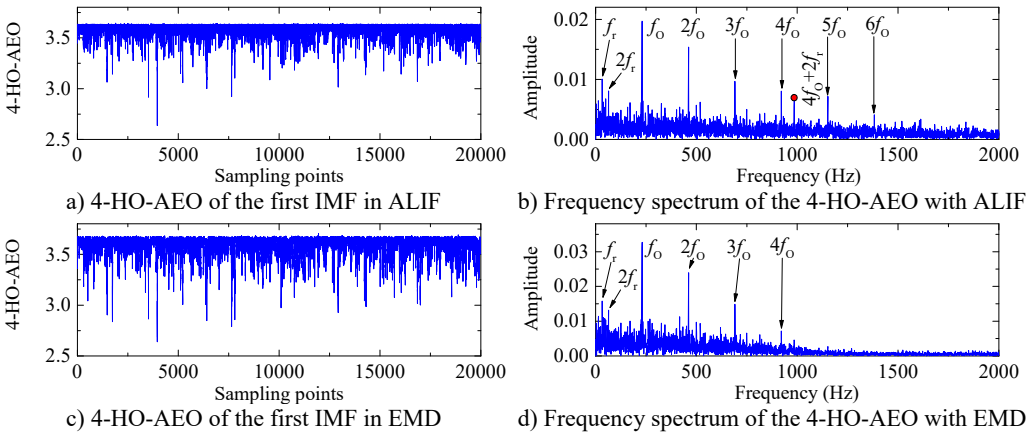 4-HO-AEO
3.5
3.0
2.5
0 5000 10000 15000 20000
Sampling points
a) 4-HO-AEO of the first IMF in ALIF
Amplitude
0.02
0.01
0.00
fr 2fr fO 2fO 3fO 4fO 4fO+2fr 5fO 6fO
0 500 1000 1500 2000
Frequency (Hz)
b) Frequency spectrum of the 4-HO-AEO with ALIF
4-HO-AEO
3.5
3.0
2.5
0 5000 10000 15000 20000
Sampling points
c) 4-HO-AEO of the first IMF in EMD
Amplitude
0.03
0.02
0.01
0.00
fr 2fr fO 2fO 3fO 4fO
0 500 1000 1500 2000
Frequency (Hz)
d) Frequency spectrum of the 4-HO-AEO with EMD